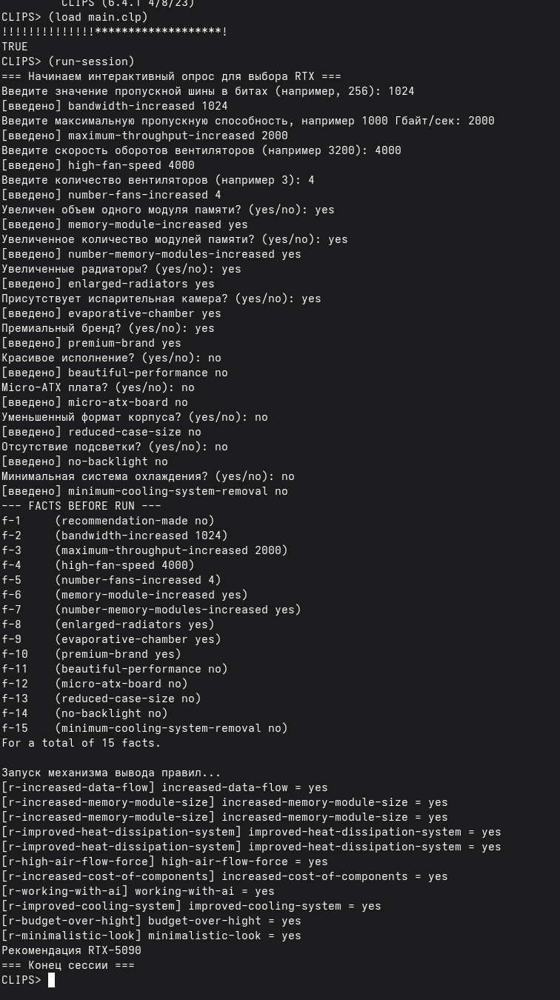 CLIPS (6.4.1 4/8/23)
CLIPS> (load main.clp)
!!!!!!!!!!!!!!*******************!
TRUE
CLIPS> (run-session)
=== Начинаем интерактивный опрос для выбора RTX ===
Введите значение пропускной шины в битах (например, 256): 1024
[введено] bandwidth-increased 1024
Введите максимальную пропускную способность, например 1000 Гбайт/сек: 2000
[введено] maximum-throughput-increased 2000
Введите скорость оборотов вентиляторов (например 3200): 4000
[введено] high-fan-speed 4000
Введите количество вентиляторов (например 3): 4
[введено] number-fans-increased 4
Увеличен объем одного модуля памяти? (yes/no): yes
[введено] memory-module-increased yes
Увеличенное количество модулей памяти? (yes/no): yes
[введено] number-memory-modules-increased yes
Увеличенные радиаторы? (yes/no): yes
[введено] enlarged-radiators yes
Присутствует испарительная камера? (yes/no): yes
[введено] evaporative-chamber yes
Премиальный бренд? (yes/no): yes
[введено] premium-brand yes
Красивое исполнение? (yes/no): no
[введено] beautiful-performance no
Micro-ATX плата? (yes/no): no
[введено] micro-atx-board no
Уменьшенный формат корпуса? (yes/no): no
[введено] reduced-case-size no
Отсутствие подсветки? (yes/no): no
[введено] no-backlight no
Минимальная система охлаждения? (yes/no): no
[введено] minimum-cooling-system-removal no
--- FACTS BEFORE RUN ---
f-1     (recommendation-made no)
f-2     (bandwidth-increased 1024)
f-3     (maximum-throughput-increased 2000)
f-4     (high-fan-speed 4000)
f-5     (number-fans-increased 4)
f-6     (memory-module-increased yes)
f-7     (number-memory-modules-increased yes)
f-8     (enlarged-radiators yes)
f-9     (evaporative-chamber yes)
f-10    (premium-brand yes)
f-11    (beautiful-performance no)
f-12    (micro-atx-board no)
f-13    (reduced-case-size no)
f-14    (no-backlight no)
f-15    (minimum-cooling-system-removal no)
For a total of 15 facts.

Запуск механизма вывода правил...
[r-increased-data-flow] increased-data-flow = yes
[r-increased-memory-module-size] increased-memory-module-size = yes
[r-increased-memory-module-size] increased-memory-module-size = yes
[r-improved-heat-dissipation-system] improved-heat-dissipation-system = yes
[r-improved-heat-dissipation-system] improved-heat-dissipation-system = yes
[r-high-air-flow-force] high-air-flow-force = yes
[r-increased-cost-of-components] increased-cost-of-components = yes
[r-working-with-ai] working-with-ai = yes
[r-improved-cooling-system] improved-cooling-system = yes
[r-budget-over-hight] budget-over-hight = yes
[r-minimalistic-look] minimalistic-look = yes
Рекомендация RTX-5090
=== Конец сессии ===
CLIPS>